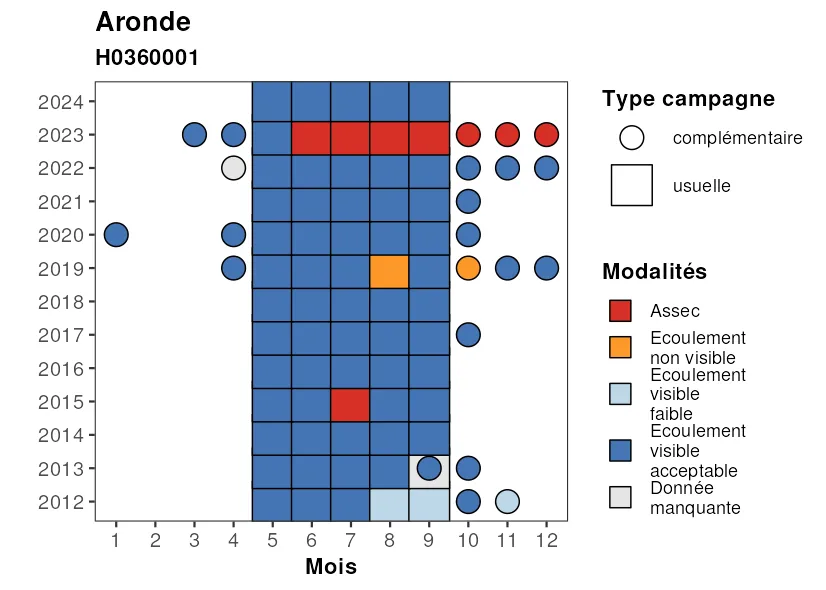 Aronde
H0360001
2024
2023
2022
2021
2020
2019
2018
2017
2016
2015
2014
2013
2012
1 2 3 4 5 6 7 8 9 10 11 12
Mois
Type campagne
complémentaire
usuelle
Modalités
Assec
Ecoulement
non visible
Ecoulement
visible
faible
Ecoulement
visible
acceptable
Donnée
manquante